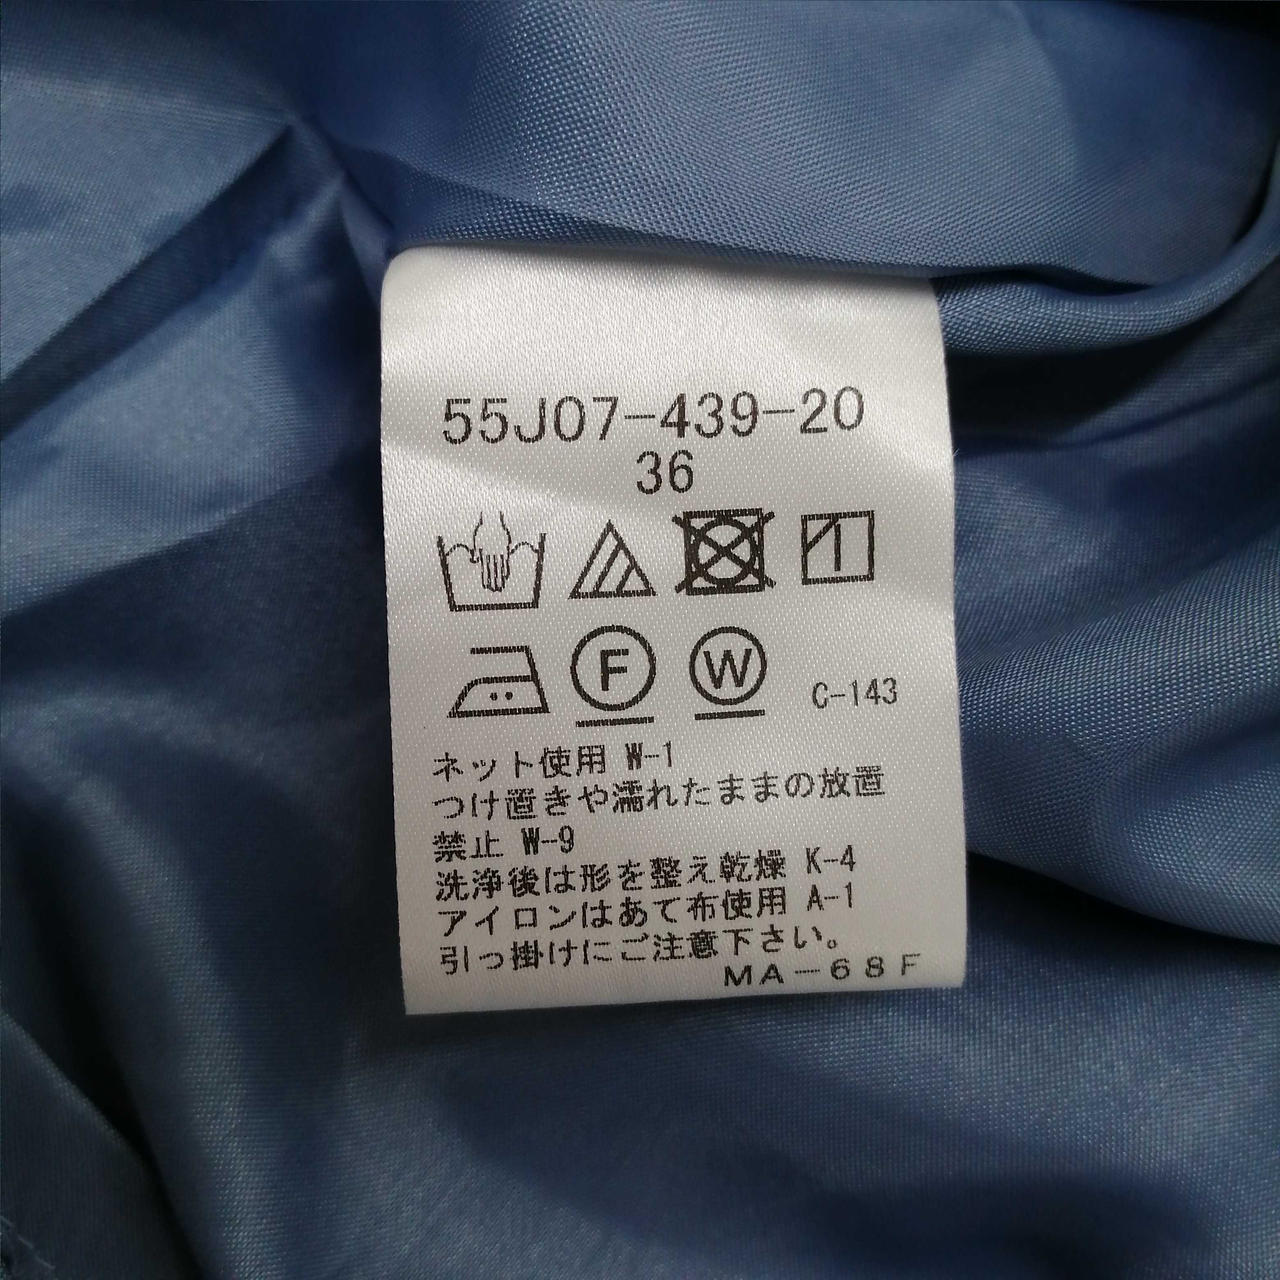 55J07-439-20
36
F W C-143
ネット使用 W-1
つけ置きや濡れたままの放置
禁止 W-9
洗浄後は形を整え乾燥 K-4
アイロンはあて布使用 A-1
引っ掛けにご注意下さい。
MA-68F